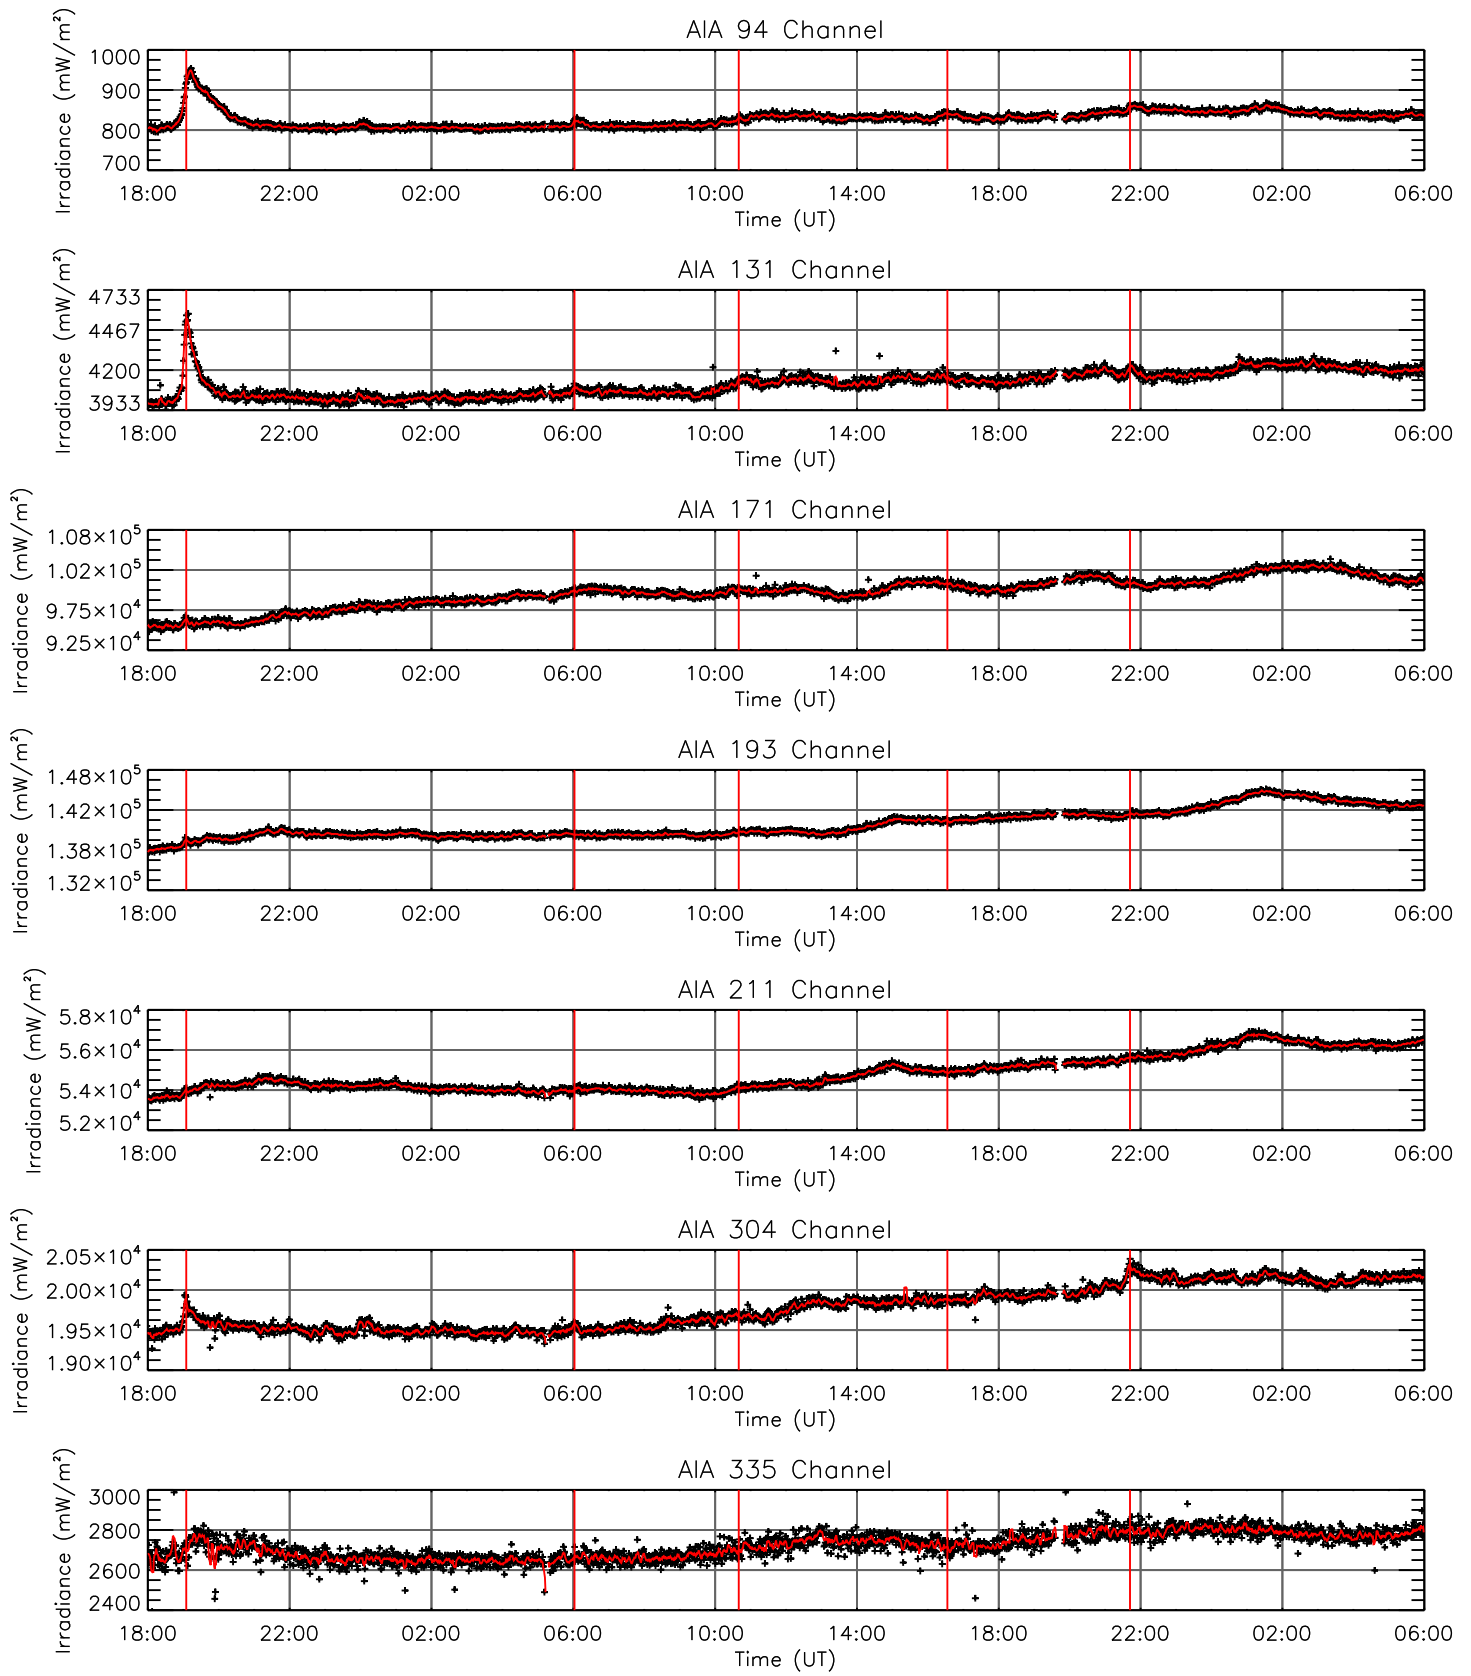 AIA 94 Channel
Irradiance (mW/m²)
1000
900
800
700
18:00 22:00 02:00 06:00 10:00 14:00 18:00 22:00 02:00 06:00
Time (UT)
AIA 131 Channel
Irradiance (mW/m²)
4733
4467
4200
3933
18:00 22:00 02:00 06:00 10:00 14:00 18:00 22:00 02:00 06:00
Time (UT)
AIA 171 Channel
Irradiance (mW/m²)
1.08×10⁵
1.02×10⁵
9.75×10⁴
9.25×10⁴
18:00 22:00 02:00 06:00 10:00 14:00 18:00 22:00 02:00 06:00
Time (UT)
AIA 193 Channel
Irradiance (mW/m²)
1.48×10⁵
1.42×10⁵
1.38×10⁵
1.32×10⁵
18:00 22:00 02:00 06:00 10:00 14:00 18:00 22:00 02:00 06:00
Time (UT)
AIA 211 Channel
Irradiance (mW/m²)
5.8×10⁴
5.6×10⁴
5.4×10⁴
5.2×10⁴
18:00 22:00 02:00 06:00 10:00 14:00 18:00 22:00 02:00 06:00
Time (UT)
AIA 304 Channel
Irradiance (mW/m²)
2.05×10⁴
2.00×10⁴
1.95×10⁴
1.90×10⁴
18:00 22:00 02:00 06:00 10:00 14:00 18:00 22:00 02:00 06:00
Time (UT)
AIA 335 Channel
Irradiance (mW/m²)
3000
2800
2600
2400
18:00 22:00 02:00 06:00 10:00 14:00 18:00 22:00 02:00 06:00
Time (UT)